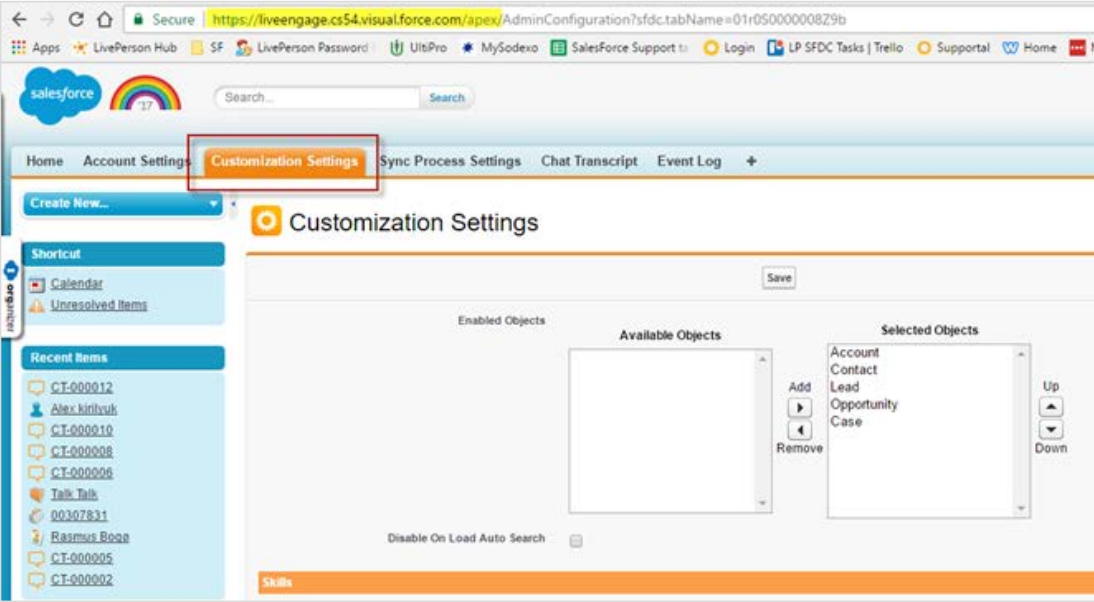 Secure https://liveengage.cs54.visual.force.com/apex/AdminConfiguration?sfdc.tabName=01r0S0000008Z9b
Apps LivePerson Hub SF LivePerson Password UltiPro MySodexo SalesForce Support t Login LP SFDC Tasks | Trello Supportal Home
salesforce '17 Search... Search
Home Account Settings Customization Settings Sync Process Settings Chat Transcript Event Log +
Create New...
Customization Settings
Shortcut
Calendar
Unresolved Items
Save
organizer
Enabled Objects
Available Objects
Selected Objects
Account
Contact
Lead
Opportunity
Case
Add
Remove
Up
Down
Recent Items
CT-000012
Alex kirilyuk
CT-000010
CT-000008
CT-000006
Talk Talk
00307831
Rasmus Bogø
CT-000005
CT-000002
Disable On Load Auto Search
Skills